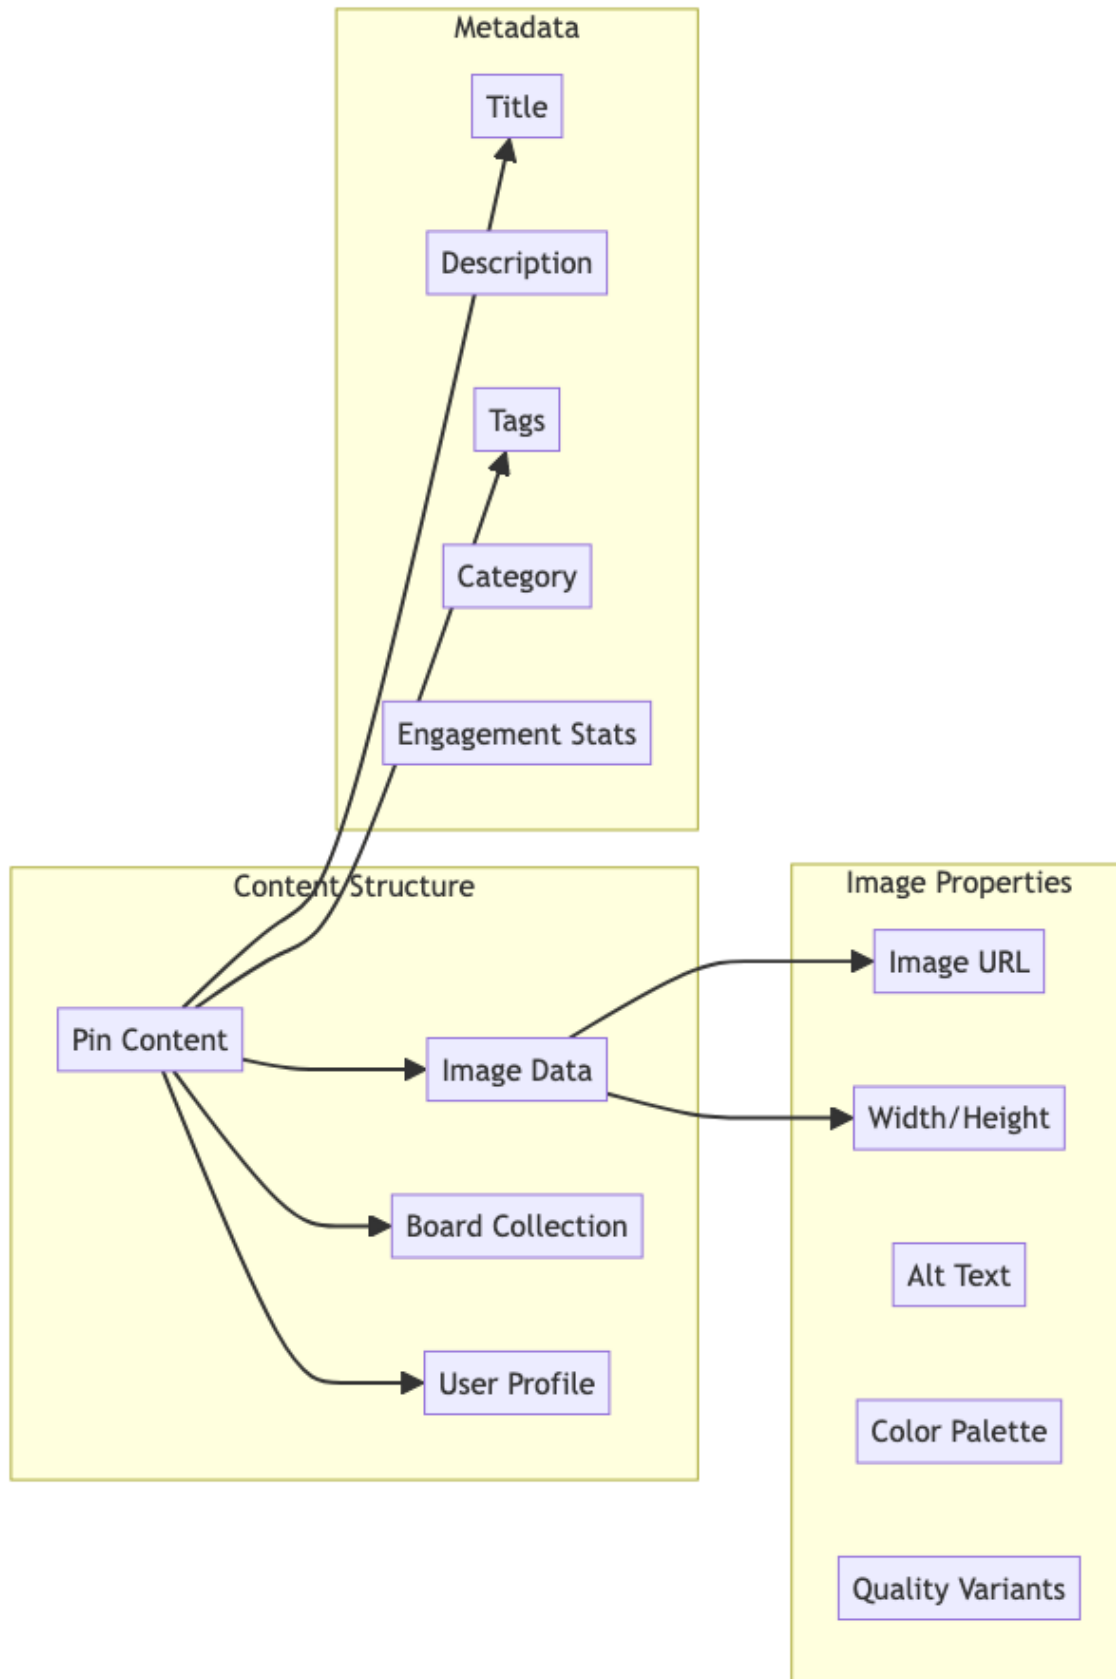 Metadata
Title
Description
Tags
Category
Engagement Stats
Content Structure
Pin Content
Image Data
Board Collection
User Profile
Image Properties
Image URL
Width/Height
Alt Text
Color Palette
Quality Variants